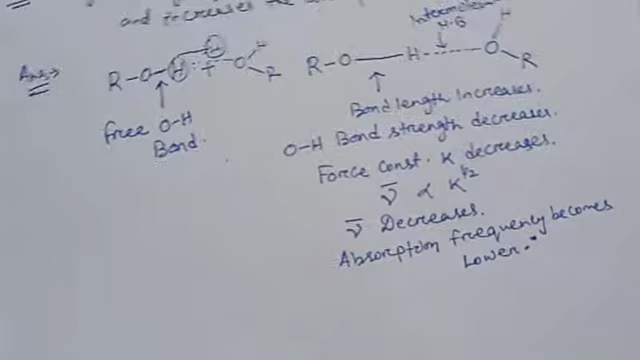 and increases the
Ans:→
R-O-H + O-H
R
Free O-H
Bond.
Intermolecular
H-B
R-O—H-----O-H
R
Bond length Increases.
O-H Bond strength decreases.
Force const. K decreases.
ν̄ ∝ K^1/2
ν̄ Decreases.
Absorption frequency becomes
Lower.